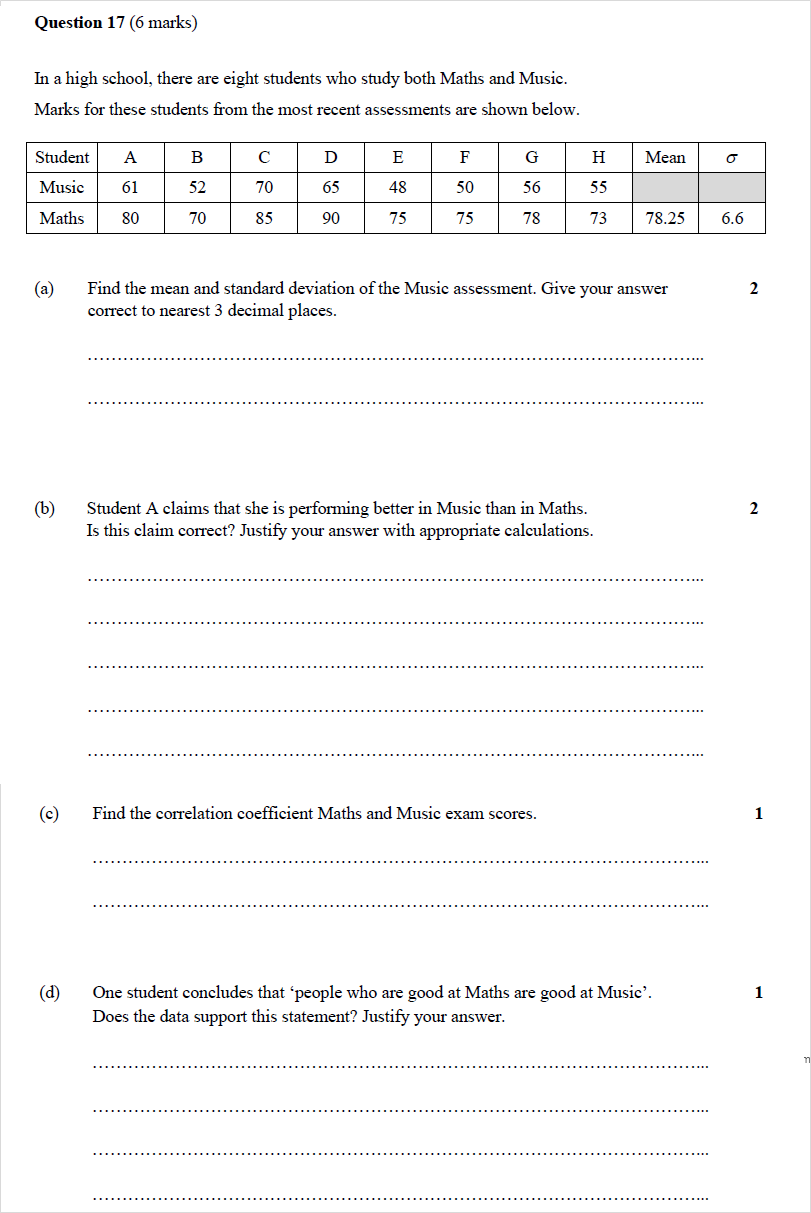 Question 17 (6 marks)
In a high school, there are eight students who study both Maths and Music.
Marks for these students from the most recent assessments are shown below.
Student A B C D E F G H Mean σ
Music 61 52 70 65 48 50 56 55
Maths 80 70 85 90 75 75 78 73 78.25 6.6
(a) Find the mean and standard deviation of the Music assessment. Give your answer 2
correct to nearest 3 decimal places.
(b) Student A claims that she is performing better in Music than in Maths. 2
Is this claim correct? Justify your answer with appropriate calculations.
(c) Find the correlation coefficient Maths and Music exam scores. 1
(d) One student concludes that ‘people who are good at Maths are good at Music’. 1
Does the data support this statement? Justify your answer.